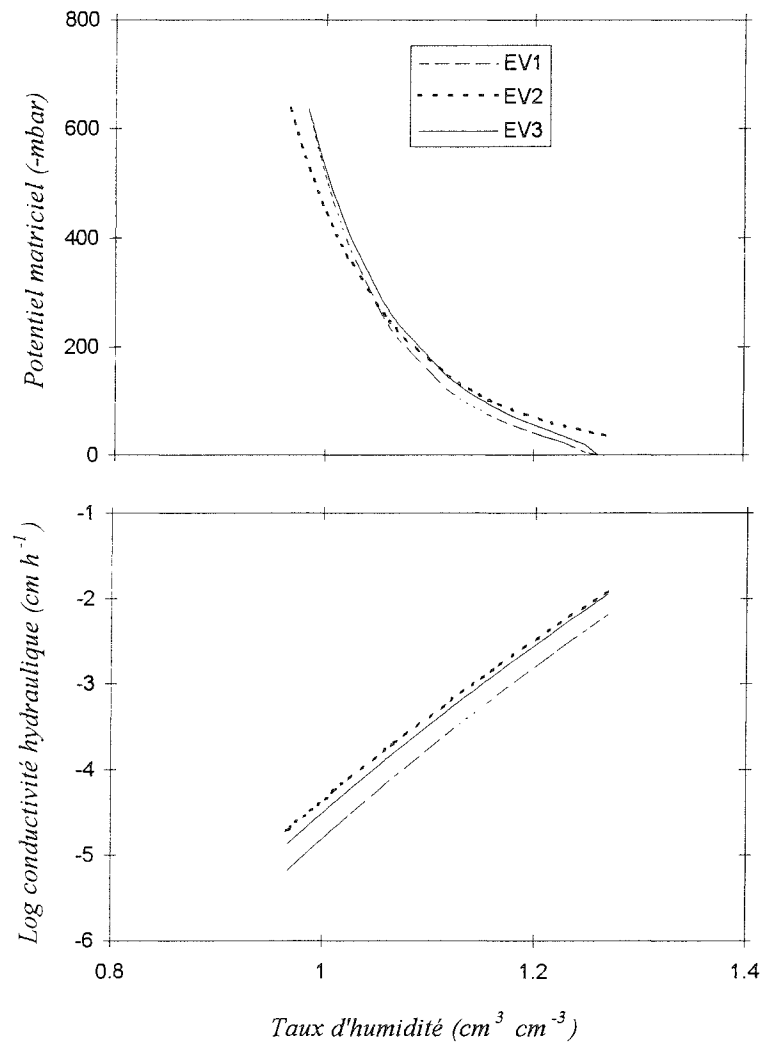 800
600
400
200
0
Potentiel matriciel (-mbar)
EV1
EV2
EV3
-1
-2
-3
-4
-5
-6
Log conductivité hydraulique (cm h⁻¹)
0.8 1 1.2 1.4
Taux d'humidité (cm³ cm⁻³)